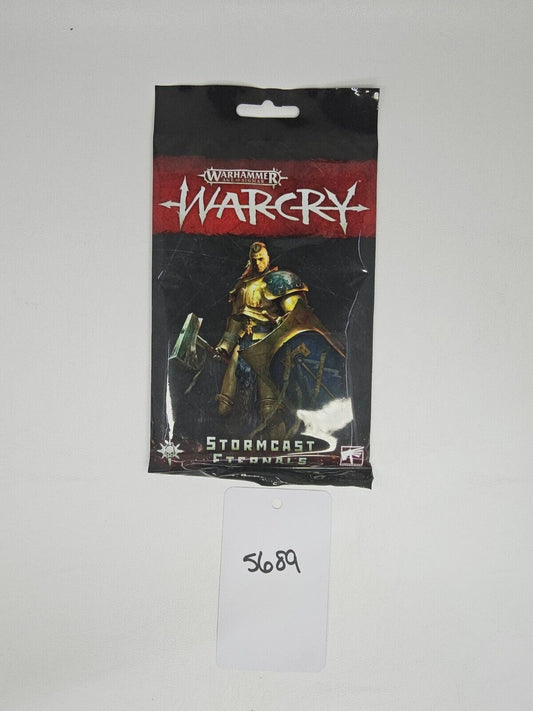 WARHAMMER
AGE OF SIGMAR
WARCRY
STORMCAST
ETERNALS
5689